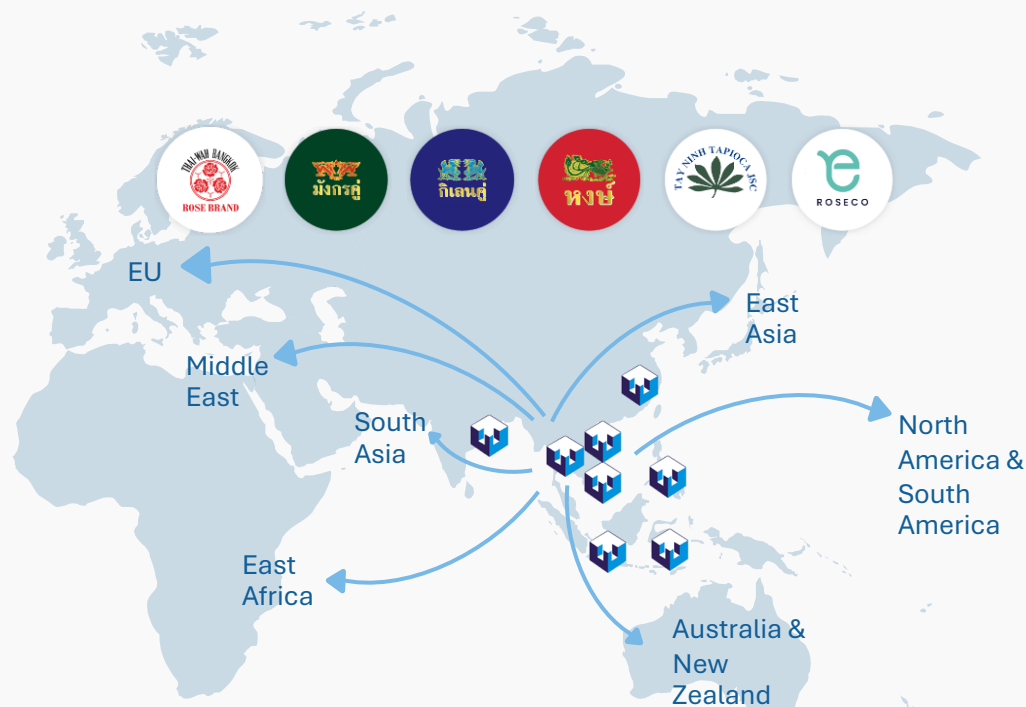 THAI-WAH BANGKOK
ROSE BRAND
มังกรคู่
กิเลนคู่
หงษ์
TAY NINH TAPIOCA JSC
ROSECO
EU
East
Asia
Middle
East
South
Asia
North
America &
South
America
East
Africa
Australia &
New
Zealand